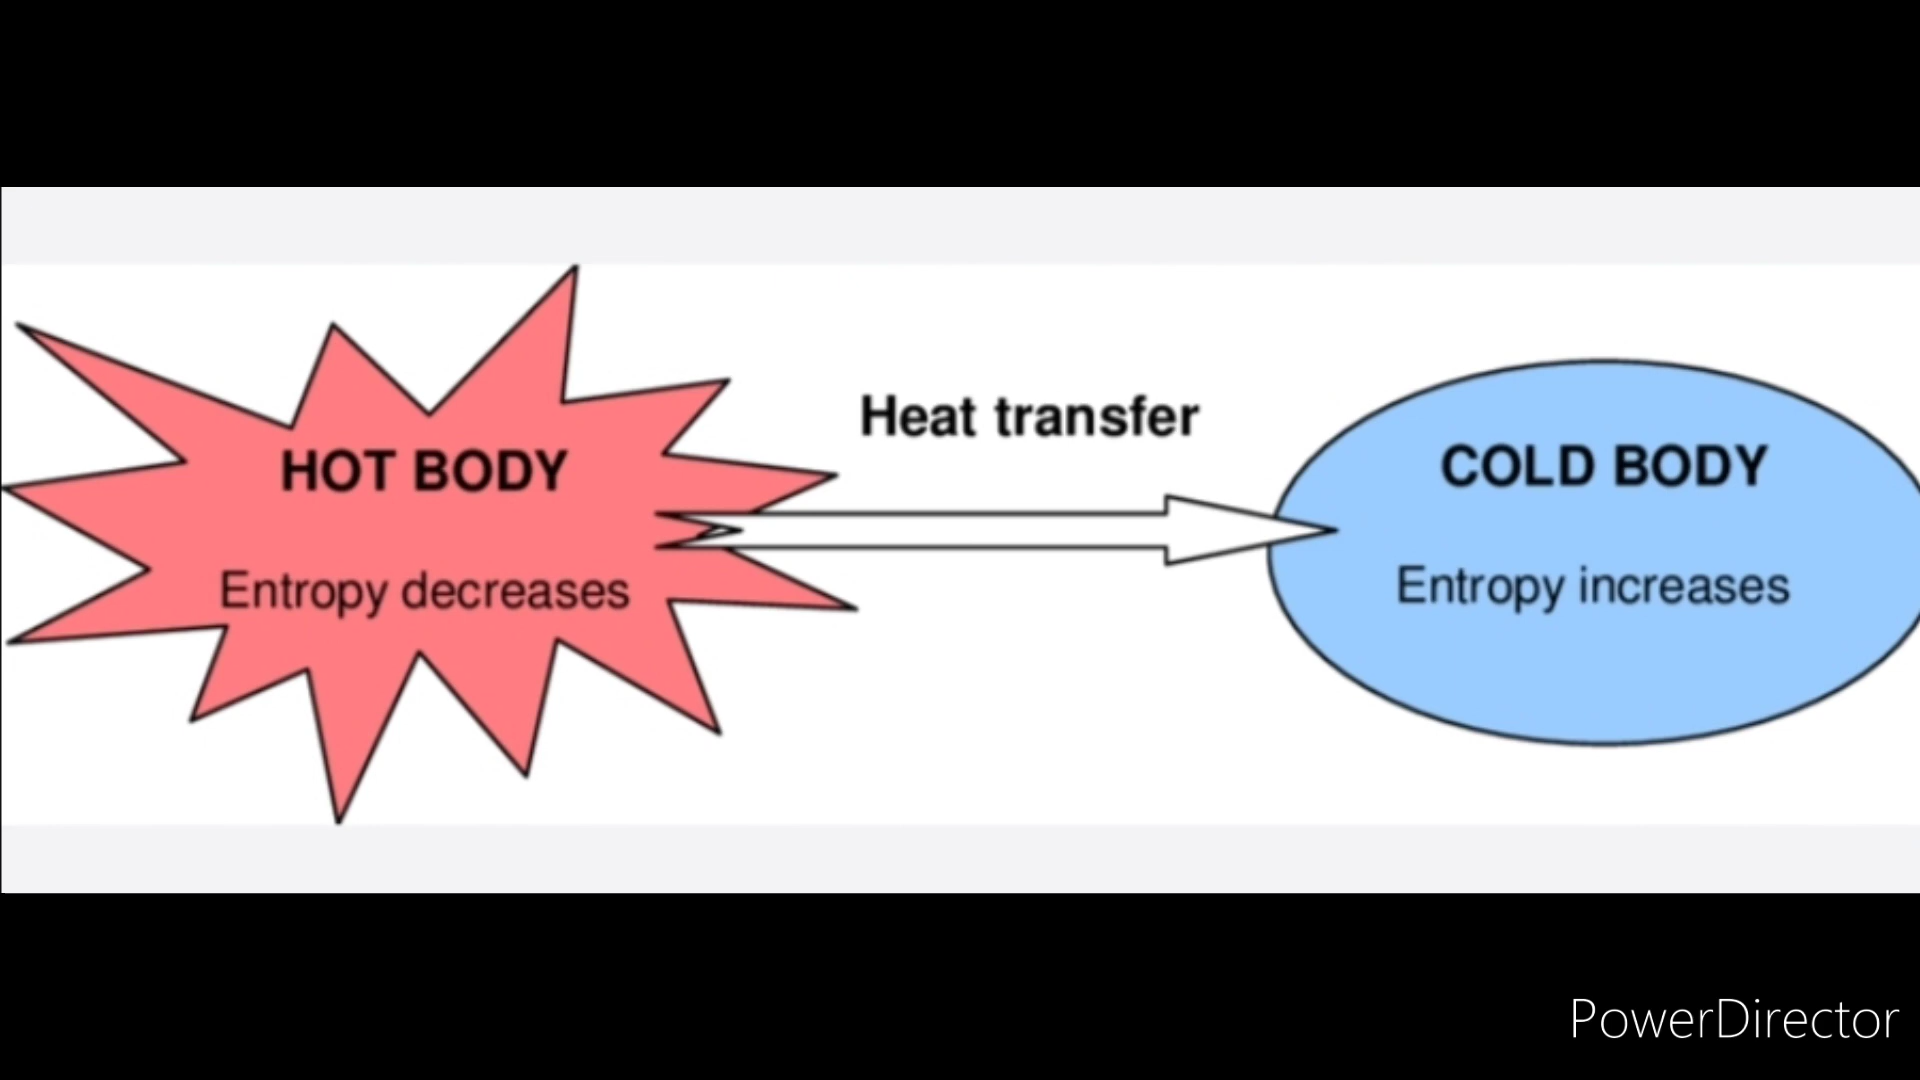 Heat transfer
HOT BODY
Entropy decreases
COLD BODY
Entropy increases
PowerDirector